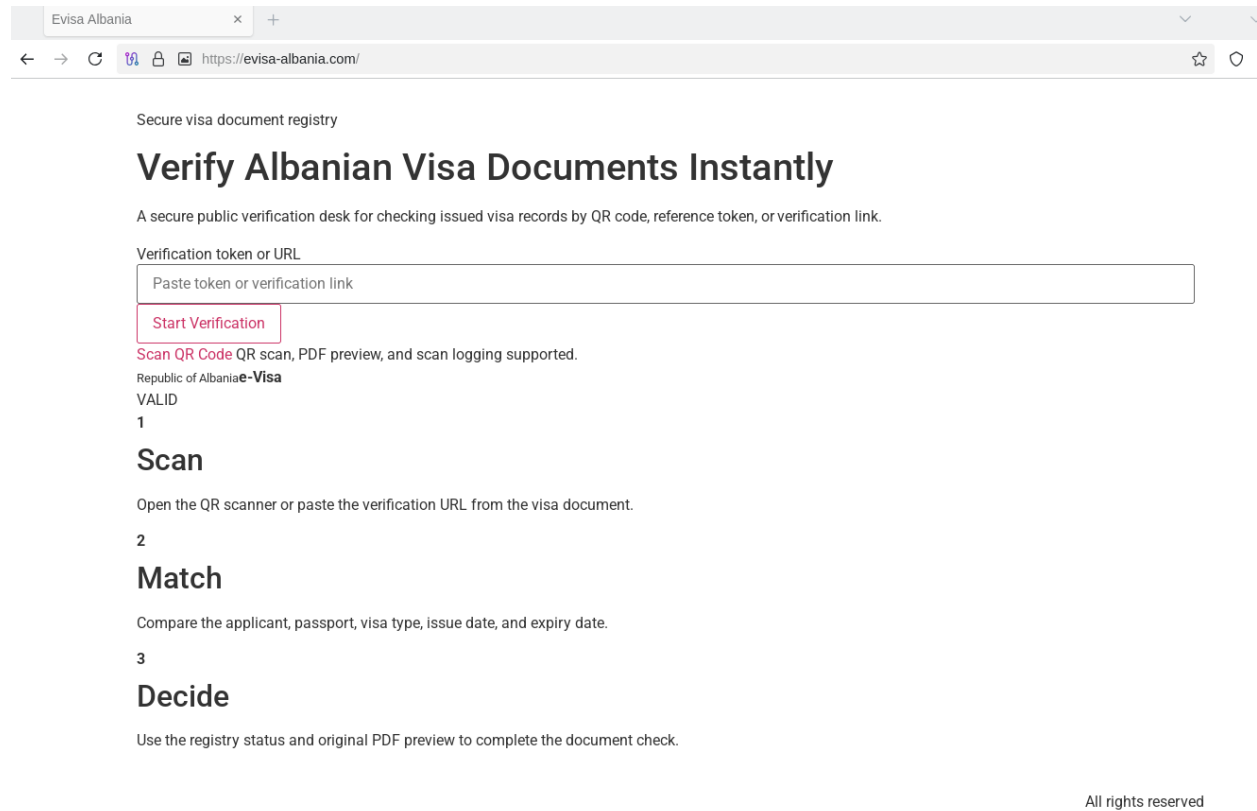 Evisa Albania
https://evisa-albania.com/
Secure visa document registry
Verify Albanian Visa Documents Instantly
A secure public verification desk for checking issued visa records by QR code, reference token, or verification link.
Verification token or URL
Paste token or verification link
Start Verification
Scan QR Code QR scan, PDF preview, and scan logging supported.
Republic of Albaniae-Visa
VALID
1
Scan
Open the QR scanner or paste the verification URL from the visa document.
2
Match
Compare the applicant, passport, visa type, issue date, and expiry date.
3
Decide
Use the registry status and original PDF preview to complete the document check.
All rights reserved